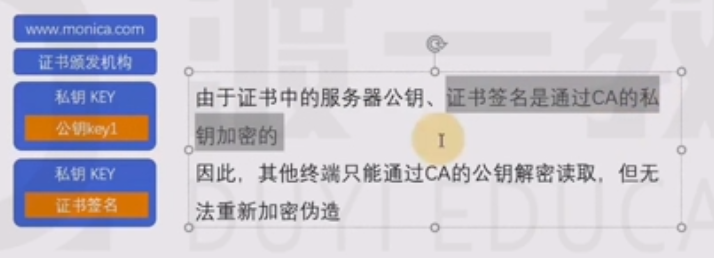 www.monica.com
证书颁发机构
私钥 KEY
公钥key1
私钥 KEY
证书签名
由于证书中的服务器公钥、证书签名是通过CA的私
钥加密的
因此，其他终端只能通过CA的公钥解密读取，但无
法重新加密伪造
渡一教
DUYI EDUCA